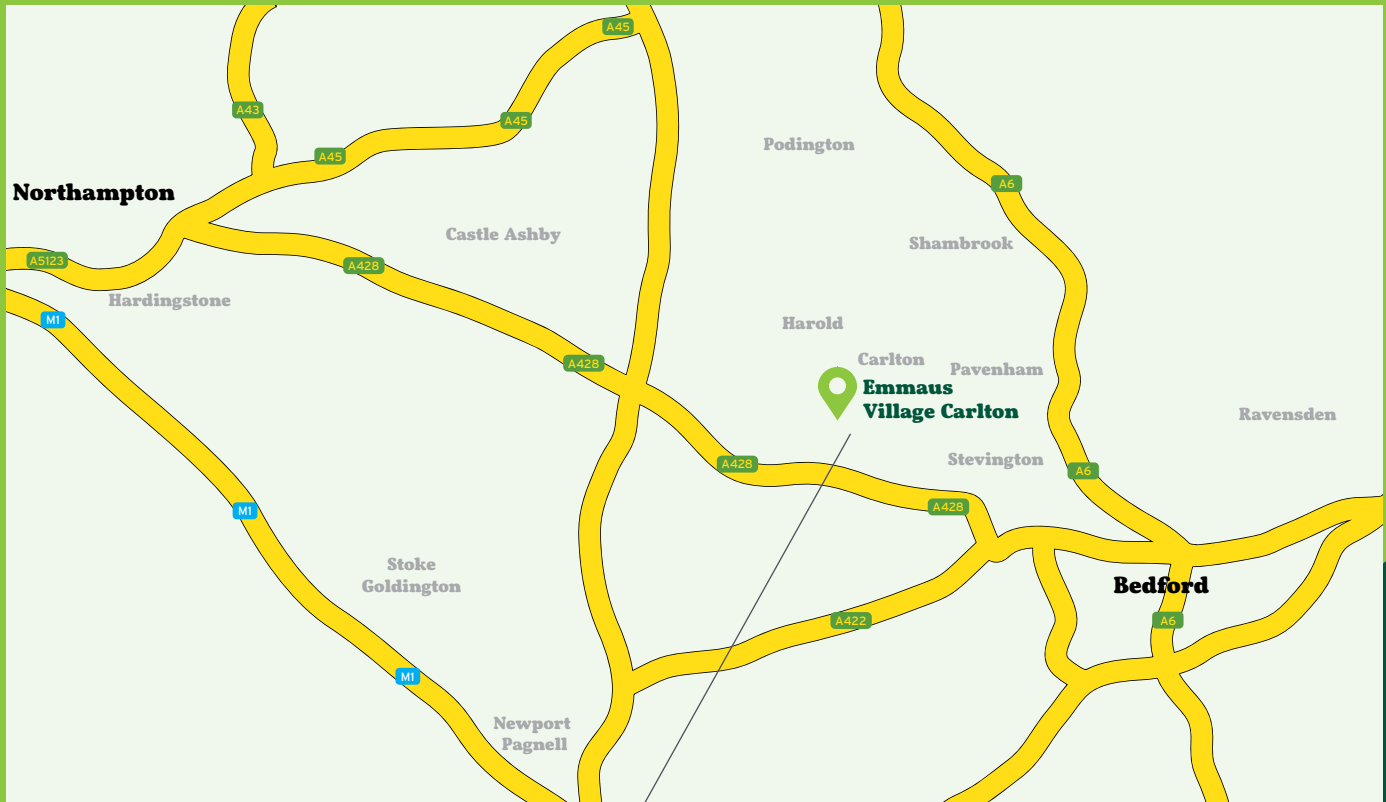 A45
A43
A45
Podington
A45
A6
Northampton
Castle Ashby
Shambrook
A5123
A428
Hardingstone
M1
Harold
Carlton
A428
Pavenham
Emmaus
Village Carlton
Ravensden
Stevington
A428
A6
A428
M1
Stoke
Goldington
Bedford
A422
A6
M1
Newport
Pagnell